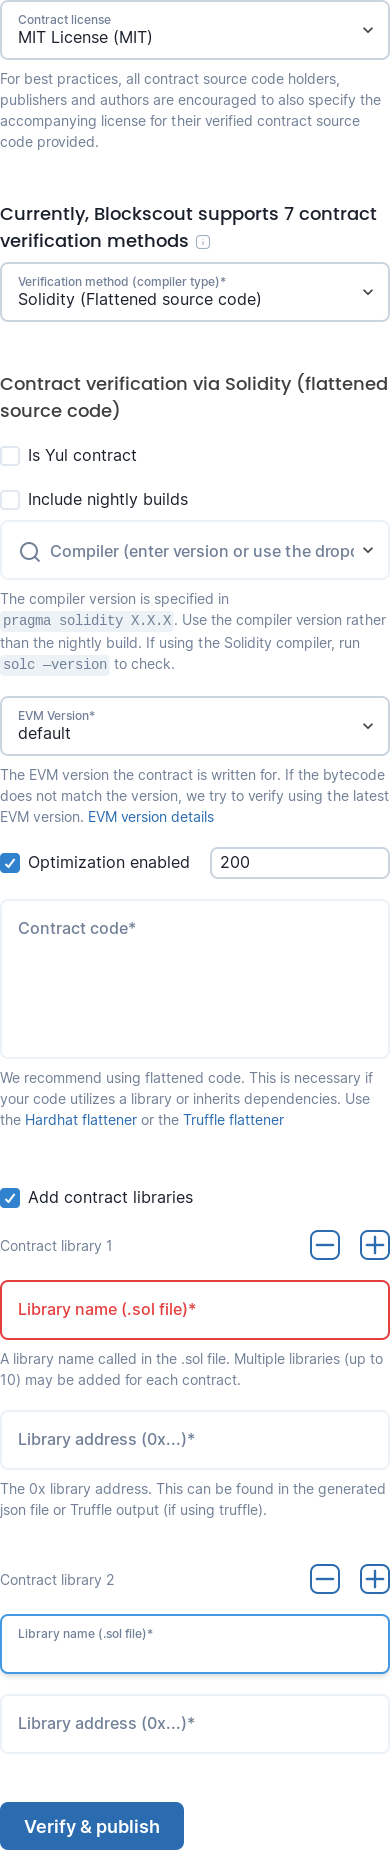 Contract license
MIT License (MIT)
For best practices, all contract source code holders,
publishers and authors are encouraged to also specify the
accompanying license for their verified contract source
code provided.
Currently, Blockscout supports 7 contract
verification methods
Verification method (compiler type)*
Solidity (Flattened source code)
Contract verification via Solidity (flattened
source code)
Is Yul contract
Include nightly builds
Compiler (enter version or use the dropd
The compiler version is specified in
pragma solidity X.X.X. Use the compiler version rather
than the nightly build. If using the Solidity compiler, run
solc —version to check.
EVM Version*
default
The EVM version the contract is written for. If the bytecode
does not match the version, we try to verify using the latest
EVM version. EVM version details
Optimization enabled 200
Contract code*
We recommend using flattened code. This is necessary if
your code utilizes a library or inherits dependencies. Use
the Hardhat flattener or the Truffle flattener
Add contract libraries
Contract library 1
Library name (.sol file)*
A library name called in the .sol file. Multiple libraries (up to
10) may be added for each contract.
Library address (0x...)*
The 0x library address. This can be found in the generated
json file or Truffle output (if using truffle).
Contract library 2
Library name (.sol file)*
Library address (0x...)*
Verify & publish